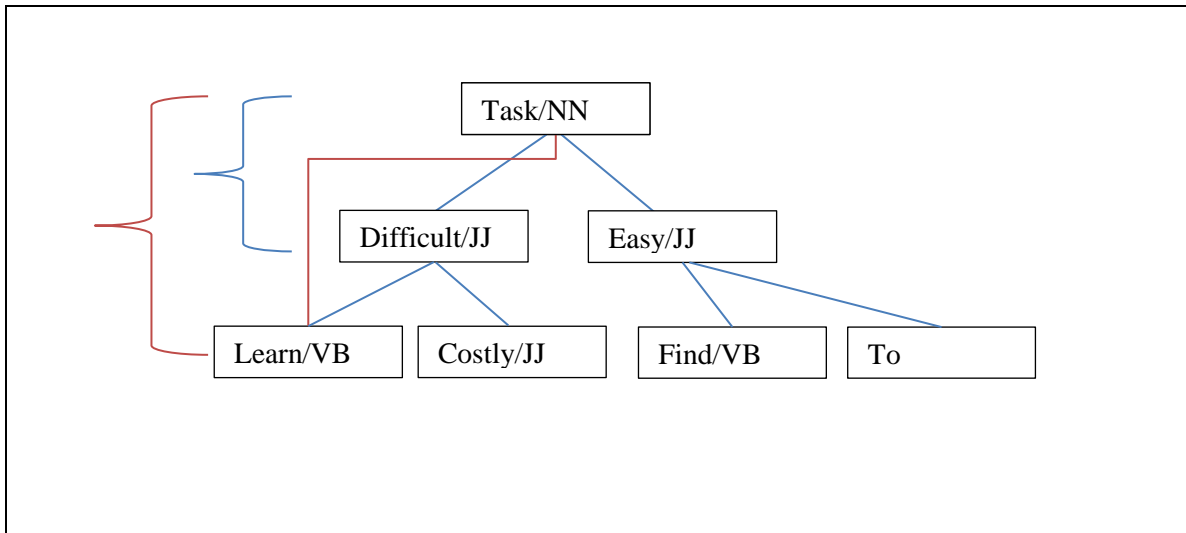 Task/NN
Difficult/JJ
Easy/JJ
Learn/VB
Costly/JJ
Find/VB
To